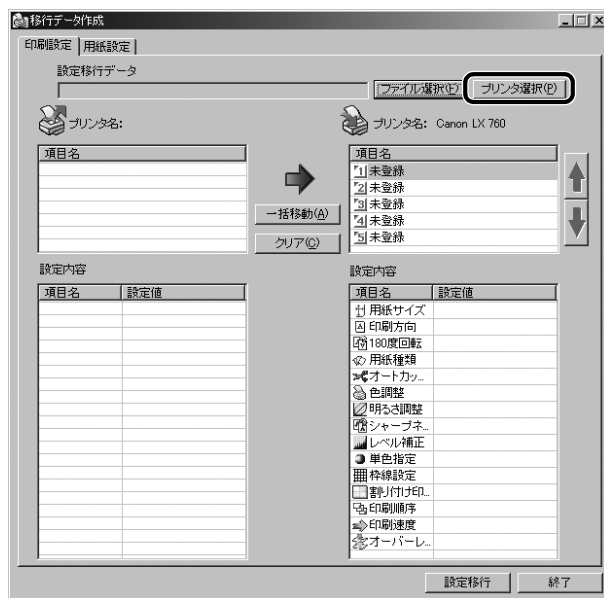 移行データ作成
印刷設定 用紙設定
設定移行データ
ファイル選択(F) プリンタ選択(P)
プリンタ名:
プリンタ名: Canon LX 760
項目名
項目名
1 未登録
2 未登録
3 未登録
4 未登録
5 未登録
一括移動(A)
クリア(C)
設定内容
設定内容
項目名 設定値
項目名 設定値
用紙サイズ
印刷方向
180度回転
用紙種類
オートカッ...
色調整
明るさ調整
シャープネ...
レベル補正
単色指定
枠線設定
割り付け印...
印刷順序
印刷速度
オーバーレ...
設定移行 終了